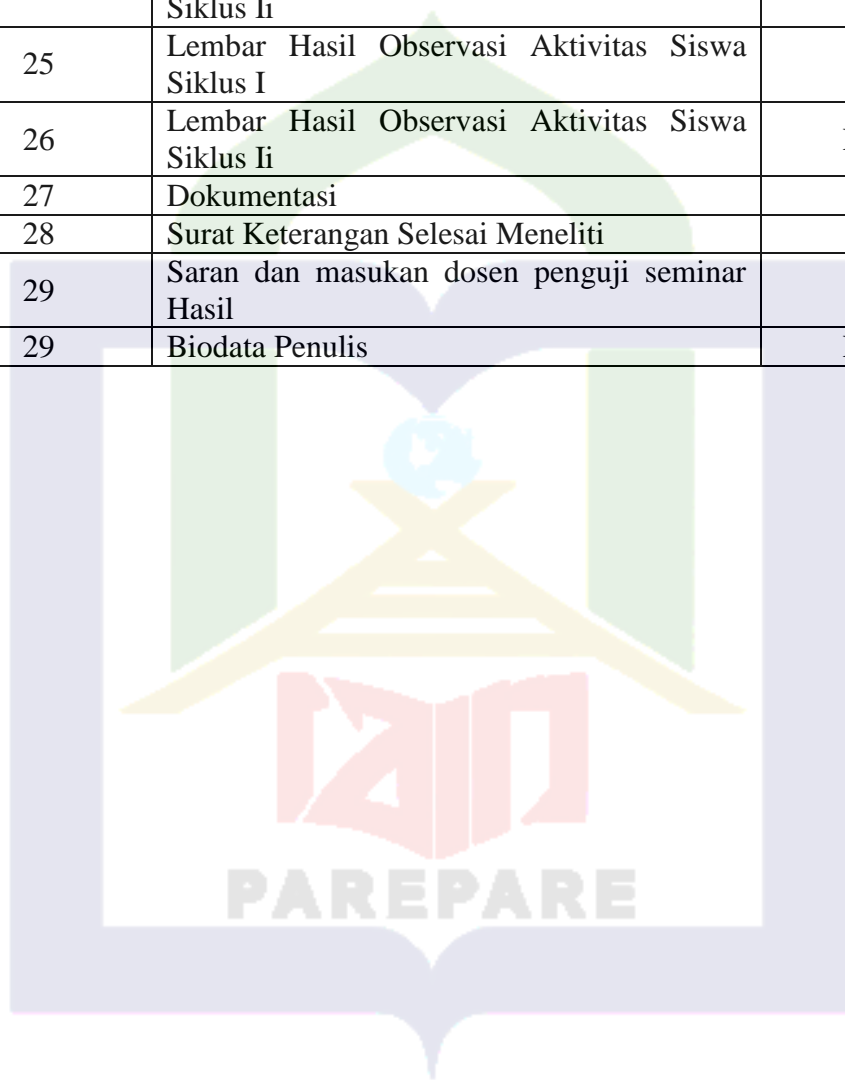 Siklus Ii
25
Lembar Hasil Observasi Aktivitas Siswa
Siklus I
26
Lembar Hasil Observasi Aktivitas Siswa
Siklus Ii
27 Dokumentasi
28 Surat Keterangan Selesai Meneliti
29
Saran dan masukan dosen penguji seminar
Hasil
29 Biodata Penulis
IAIN
PAREPARE